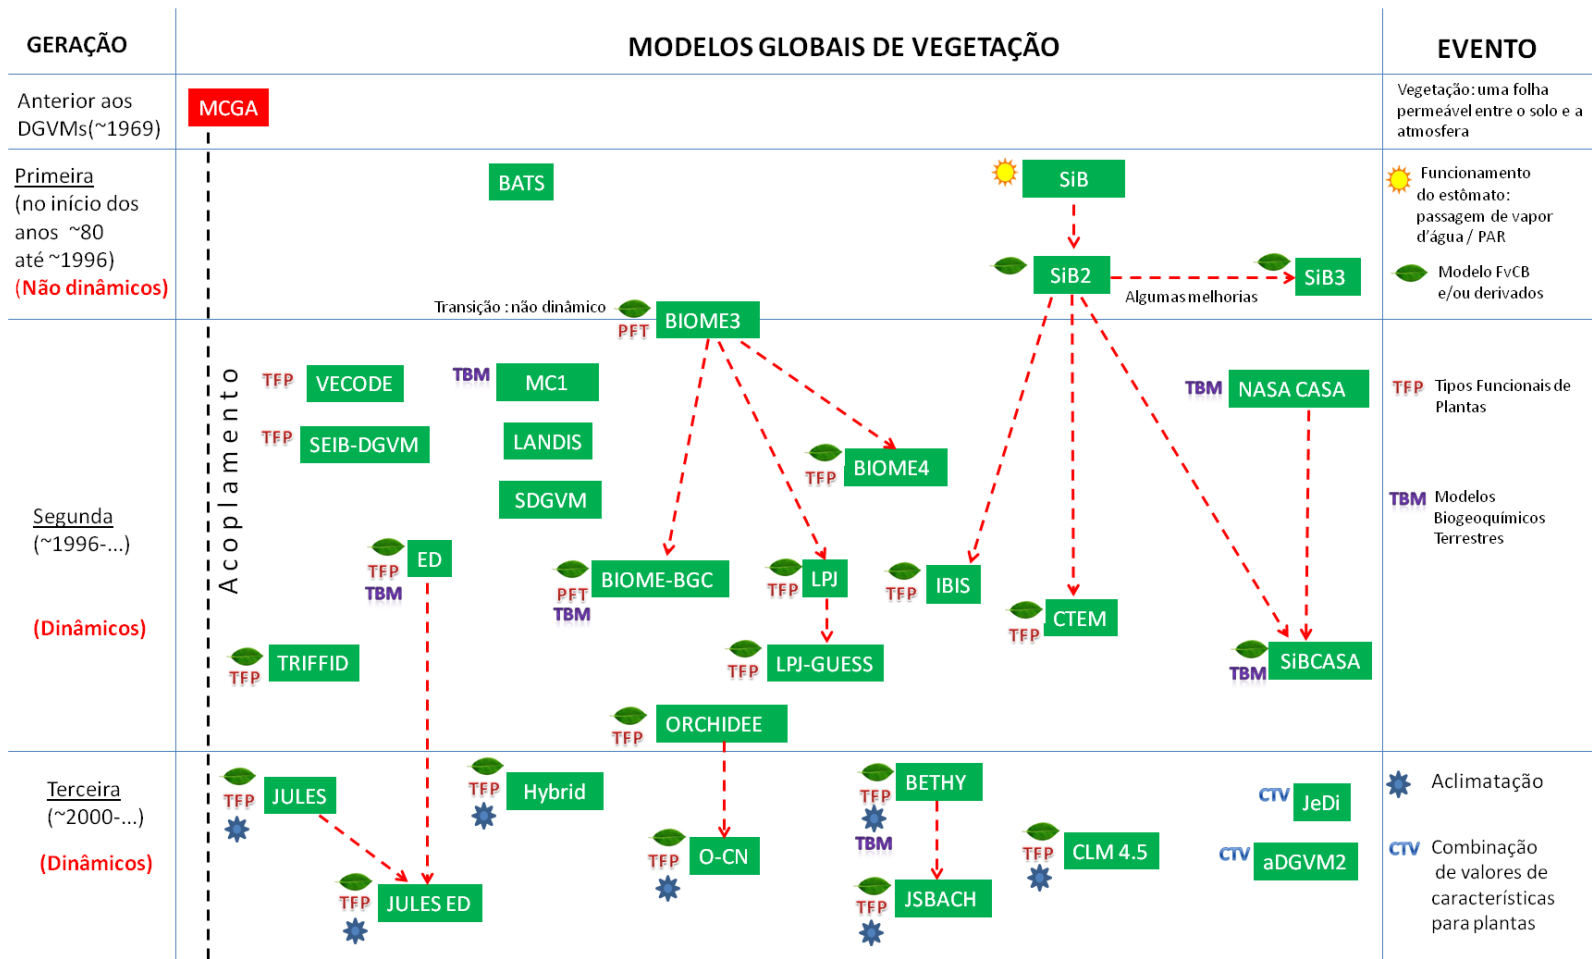 GERAÇÃO
MODELOS GLOBAIS DE VEGETAÇÃO
EVENTO
Anterior aos
DGVMs(~1969)
MCGA
Vegetação: uma folha
permeável entre o solo e a
atmosfera
Primeira
(no início dos
anos ~80
até ~1996)
(Não dinâmicos)
BATS
SiB
SiB2
Algumas melhorias
SiB3
Transição : não dinâmico
PFT
BIOME3
Funcionamento
do estômato:
passagem de vapor
d'água / PAR
Modelo FvCB
e/ou derivados
Segunda
(~1996-...)
(Dinâmicos)
Acoplamento
TFP
VECODE
TBM
MC1
TBM
NASA CASA
TFP
SEIB-DGVM
LANDIS
TFP
BIOME4
SDGVM
TFP
TBM
ED
PFT
TBM
BIOME-BGC
TFP
LPJ
TFP
IBIS
TFP
CTEM
TFP
TRIFFID
TFP
LPJ-GUESS
TBM
SiBCASA
TFP
ORCHIDEE
TFP
Tipos Funcionais de
Plantas
TBM
Modelos
Biogeoquímicos
Terrestres
Terceira
(~2000-...)
(Dinâmicos)
TFP
JULES
TFP
Hybrid
TFP
TBM
BETHY
CTV
JeDi
TFP
O-CN
TFP
CLM 4.5
CTV
aDGVM2
TFP
JULES ED
TFP
JSBACH
Aclimatação
CTV
Combinação
de valores de
características
para plantas